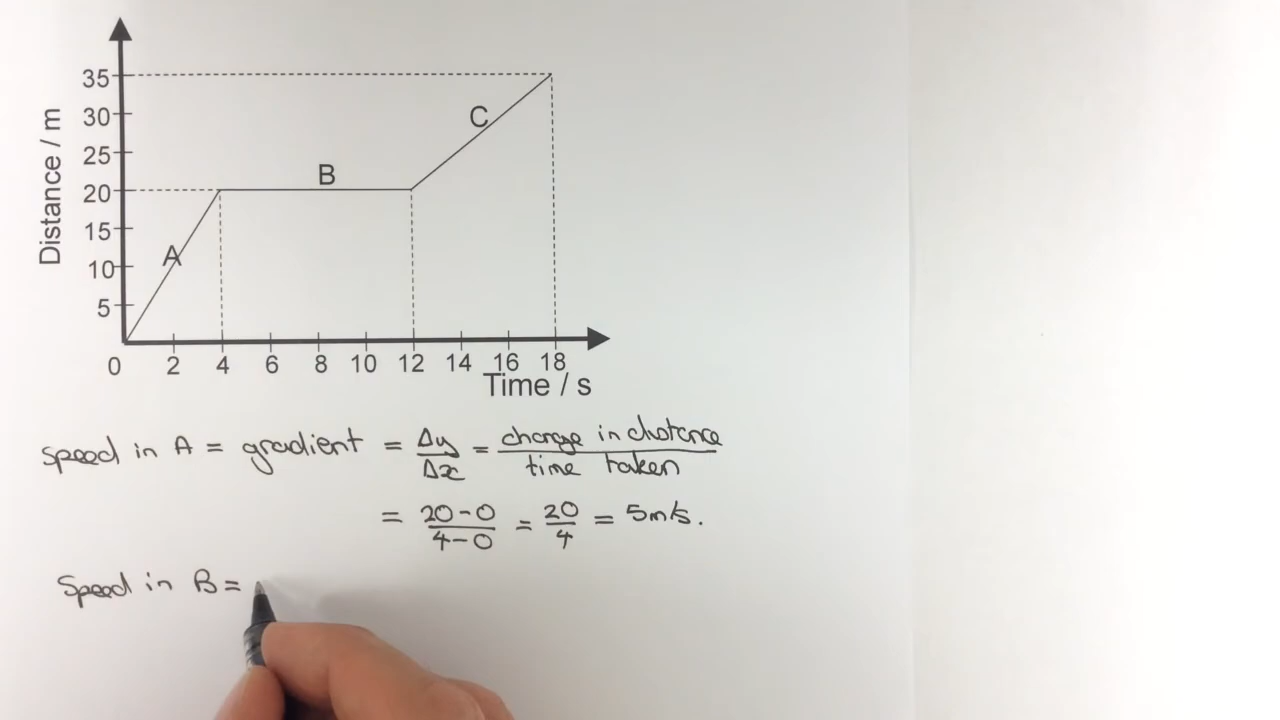 35
30
25
20
15
10
5
0
Distance / m
A
B
C
2 4 6 8 10 12 14 16 18
Time / s
Speed in A = gradient = Δy/Δx = change in distance/time taken
= 20-0/4-0 = 20/4 = 5m/s.
Speed in B =